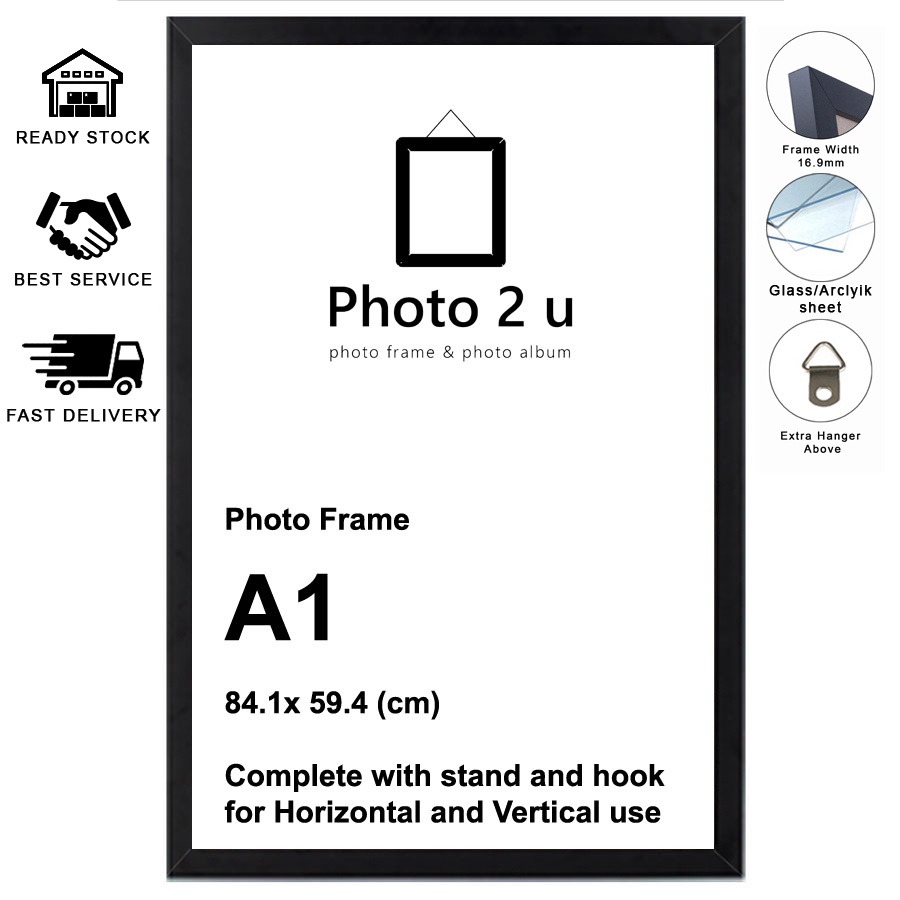 READY STOCK
BEST SERVICE
FAST DELIVERY
Photo 2 u
photo frame & photo album
Photo Frame
A1
84.1x 59.4 (cm)
Complete with stand and hook
for Horizontal and Vertical use
Frame Width
16.9mm
Glass/Arclyik
sheet
Extra Hanger
Above